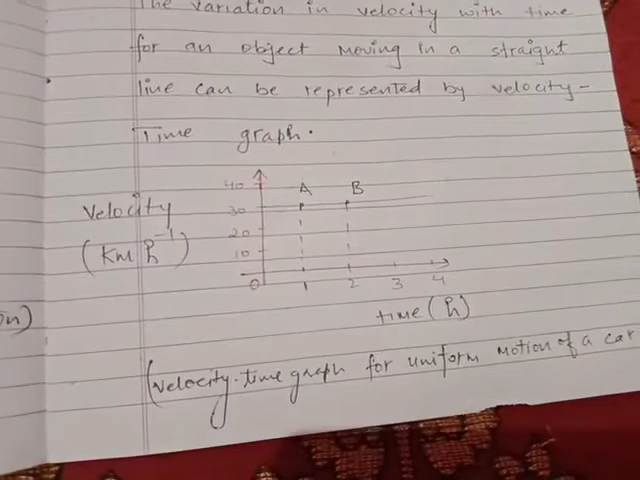 The variation in velocity with time
for an object moving in a straight
line can be represented by velocity-
Time graph.
Velocity
(Km h⁻¹)
40
30
20
10
0
A B
1 2 3 4
time (h)
on)
(velocity-time graph for uniform motion of a car